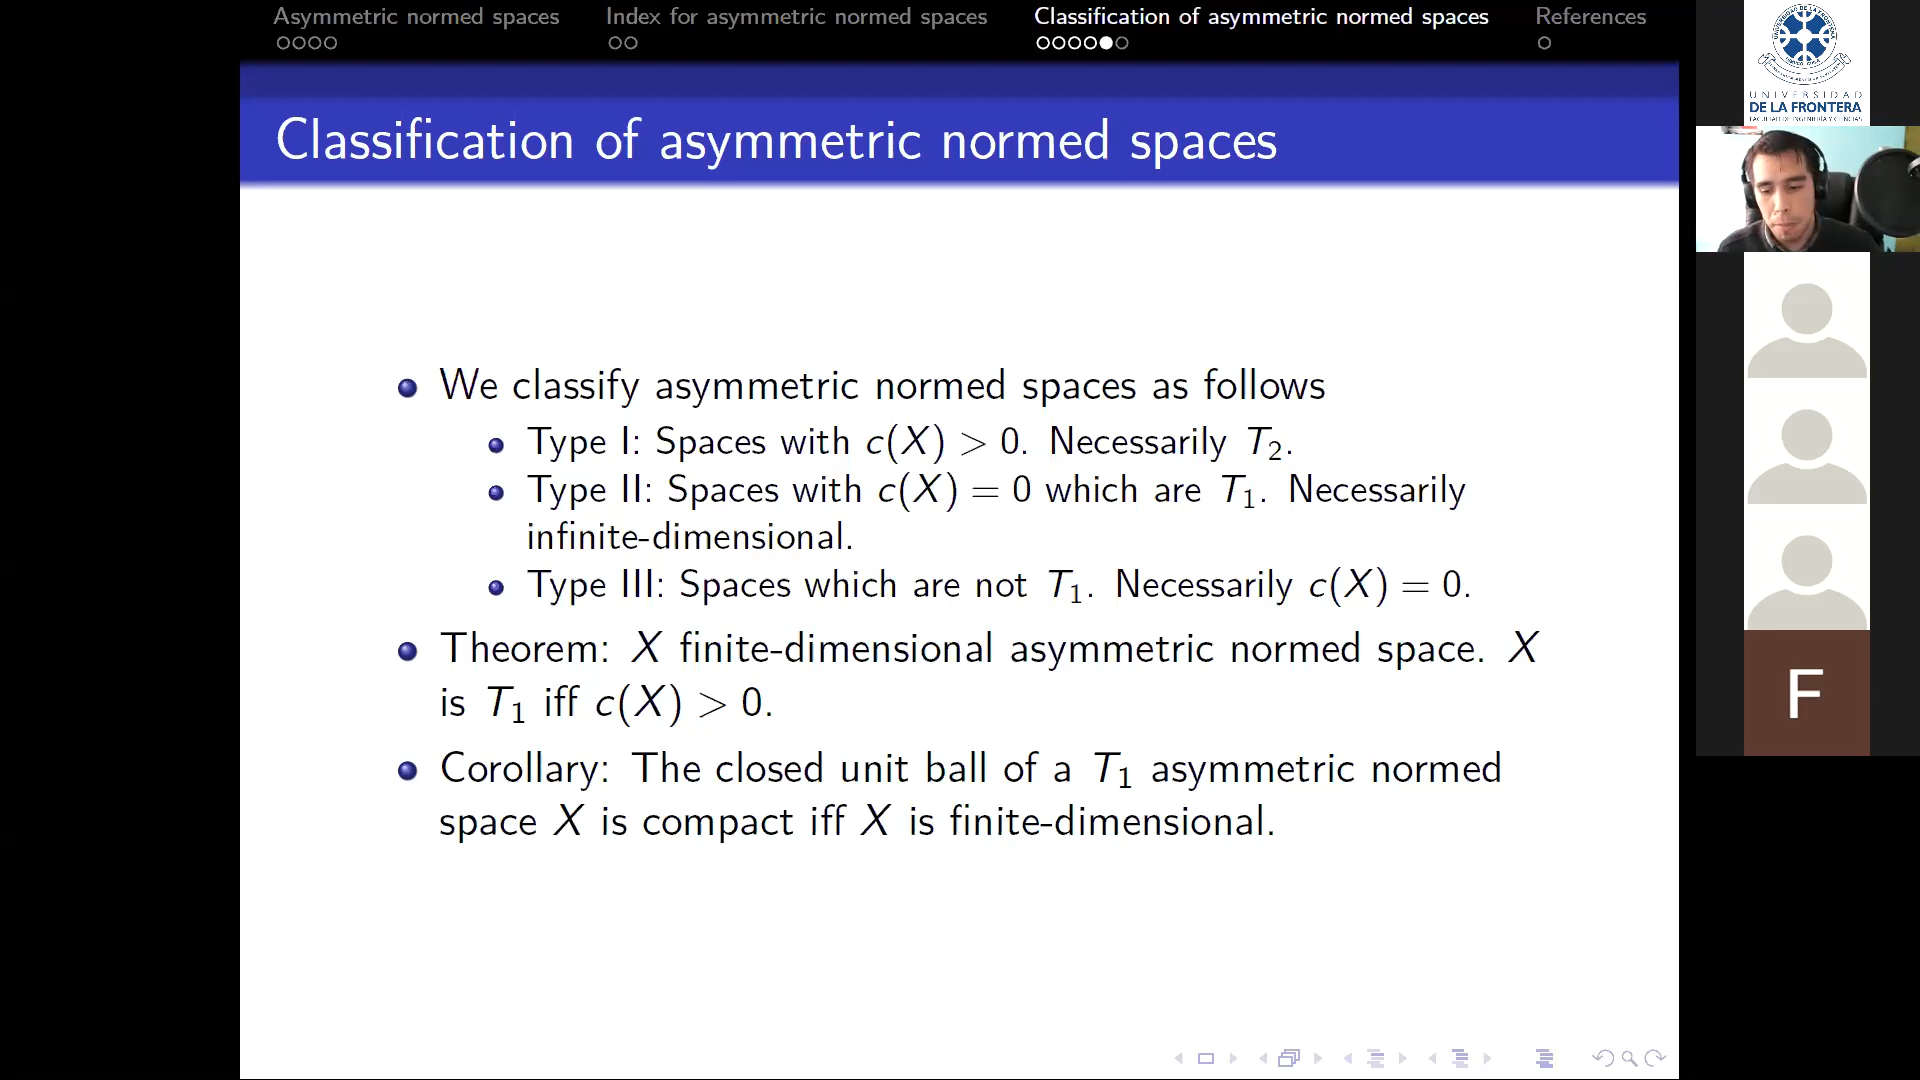 Asymmetric normed spaces
Index for asymmetric normed spaces
Classification of asymmetric normed spaces
References
Classification of asymmetric normed spaces
We classify asymmetric normed spaces as follows
Type I: Spaces with c(X) > 0. Necessarily T₂.
Type II: Spaces with c(X) = 0 which are T₁. Necessarily
infinite-dimensional.
Type III: Spaces which are not T₁. Necessarily c(X) = 0.
Theorem: X finite-dimensional asymmetric normed space. X
is T₁ iff c(X) > 0.
Corollary: The closed unit ball of a T₁ asymmetric normed
space X is compact iff X is finite-dimensional.
UNIVERSIDAD
DE LA FRONTERA
FACULTAD DE INGENIERÍA Y CIENCIAS
F